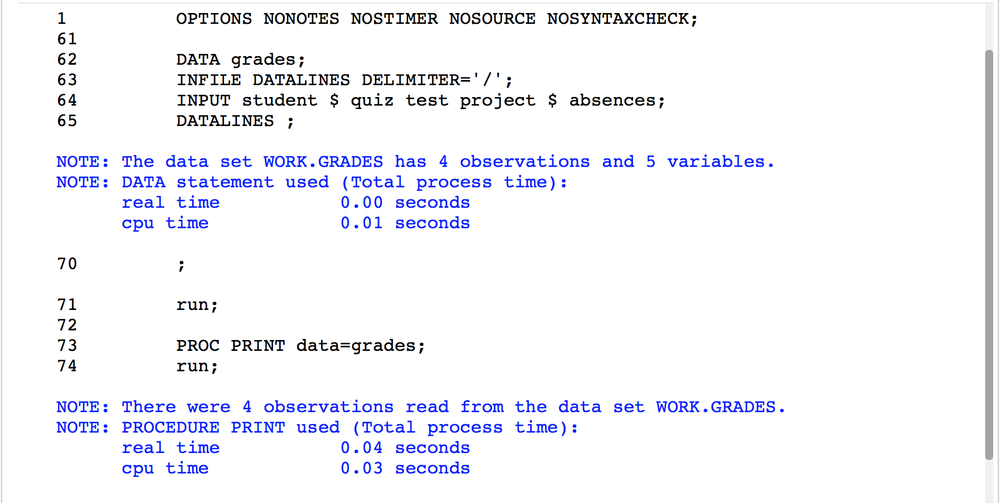 1 OPTIONS NONOTES NOSTIMER NOSOURCE NOSYNTAXCHECK;
61
62 DATA grades;
63 INFILE DATALINES DELIMITER='/';
64 INPUT student $ quiz test project $ absences;
65 DATALINES ;
NOTE: The data set WORK.GRADES has 4 observations and 5 variables.
NOTE: DATA statement used (Total process time):
real time 0.00 seconds
cpu time 0.01 seconds
70 ;
71 run;
72
73 PROC PRINT data=grades;
74 run;
NOTE: There were 4 observations read from the data set WORK.GRADES.
NOTE: PROCEDURE PRINT used (Total process time):
real time 0.04 seconds
cpu time 0.03 seconds